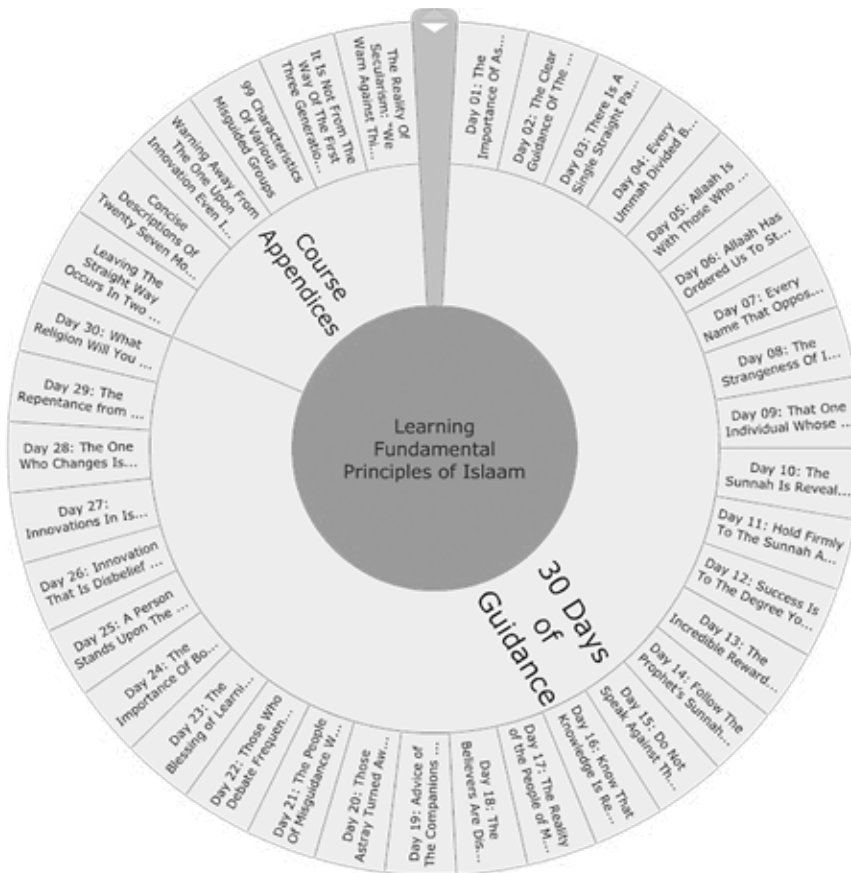 Learning
Fundamental
Principles of Islaam
30 Days
of
Guidance
Course
Appendices
Day 01: The
Importance Of As...
Day 02: The Clear
Guidance Of The ...
Day 03: There Is A
Single Straight Pa...
Day 04: Every
Ummah Divided B...
Day 05: Allaah Is
With Those Who ...
Day 06: Allaah Has
Ordered Us To St...
Day 07: Every
Name That Oppos...
Day 08: The
Strangeness Of I...
Day 09: That One
Individual Whose ...
Day 10: The
Sunnah Is Reveal...
Day 11: Hold Firmly
To The Sunnah A...
Day 12: Success Is
To The Degree Yo...
Day 13: The
Incredible Reward...
Day 14: Follow The
Prophet's Sunnah...
Day 15: Do Not
Speak Against Th...
Day 16: Know That
Knowledge Is Re...
Day 17: The Reality
of the People of M...
Day 18: The
Believers Are Dis...
Day 19: Advice of
The Companions ...
Day 20: Those
Astray Turned Aw...
Day 21: The People
Of Misguidance W...
Day 22: Those Who
Debate Frequen...
Day 23: The
Blessing of Learni...
Day 24: The
Importance Of Bo...
Day 25: A Person
Stands Upon The ...
Day 26: Innovation
That Is Disbelief ...
Day 27:
Innovations In Is...
Day 28: The One
Who Changes Is...
Day 29: The
Repentance from ...
Day 30: What
Religion Will You ...
Leaving The
Straight Way
Occurs In Two ...
Concise
Descriptions Of
Twenty Seven Mo...
Warning Away From
The One Upon
Innovation Even I...
99 Characteristics
Of Various
Misguided Groups
It Is Not From The
Way Of The First
Three Generatio...
The Reality Of
Secularism: "We
Warn Against Thi...